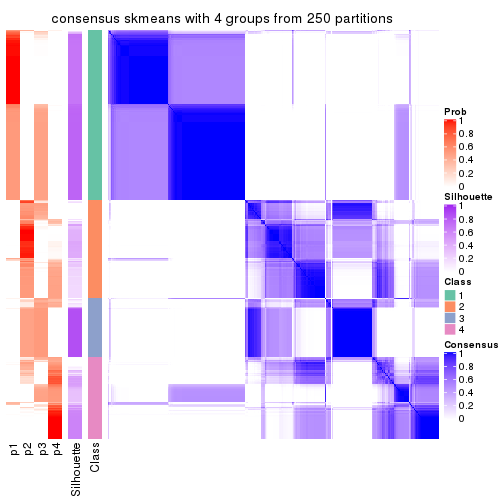 consensus skmeans with 4 groups from 250 partitions
Prob
1
0.8
0.6
0.4
0.2
0
Silhouette
1
0.8
0.6
0.4
0.2
0
Class
1
2
3
4
Consensus
1
0.8
0.6
0.4
0.2
0
p1
p2
p3
p4
Silhouette
Class